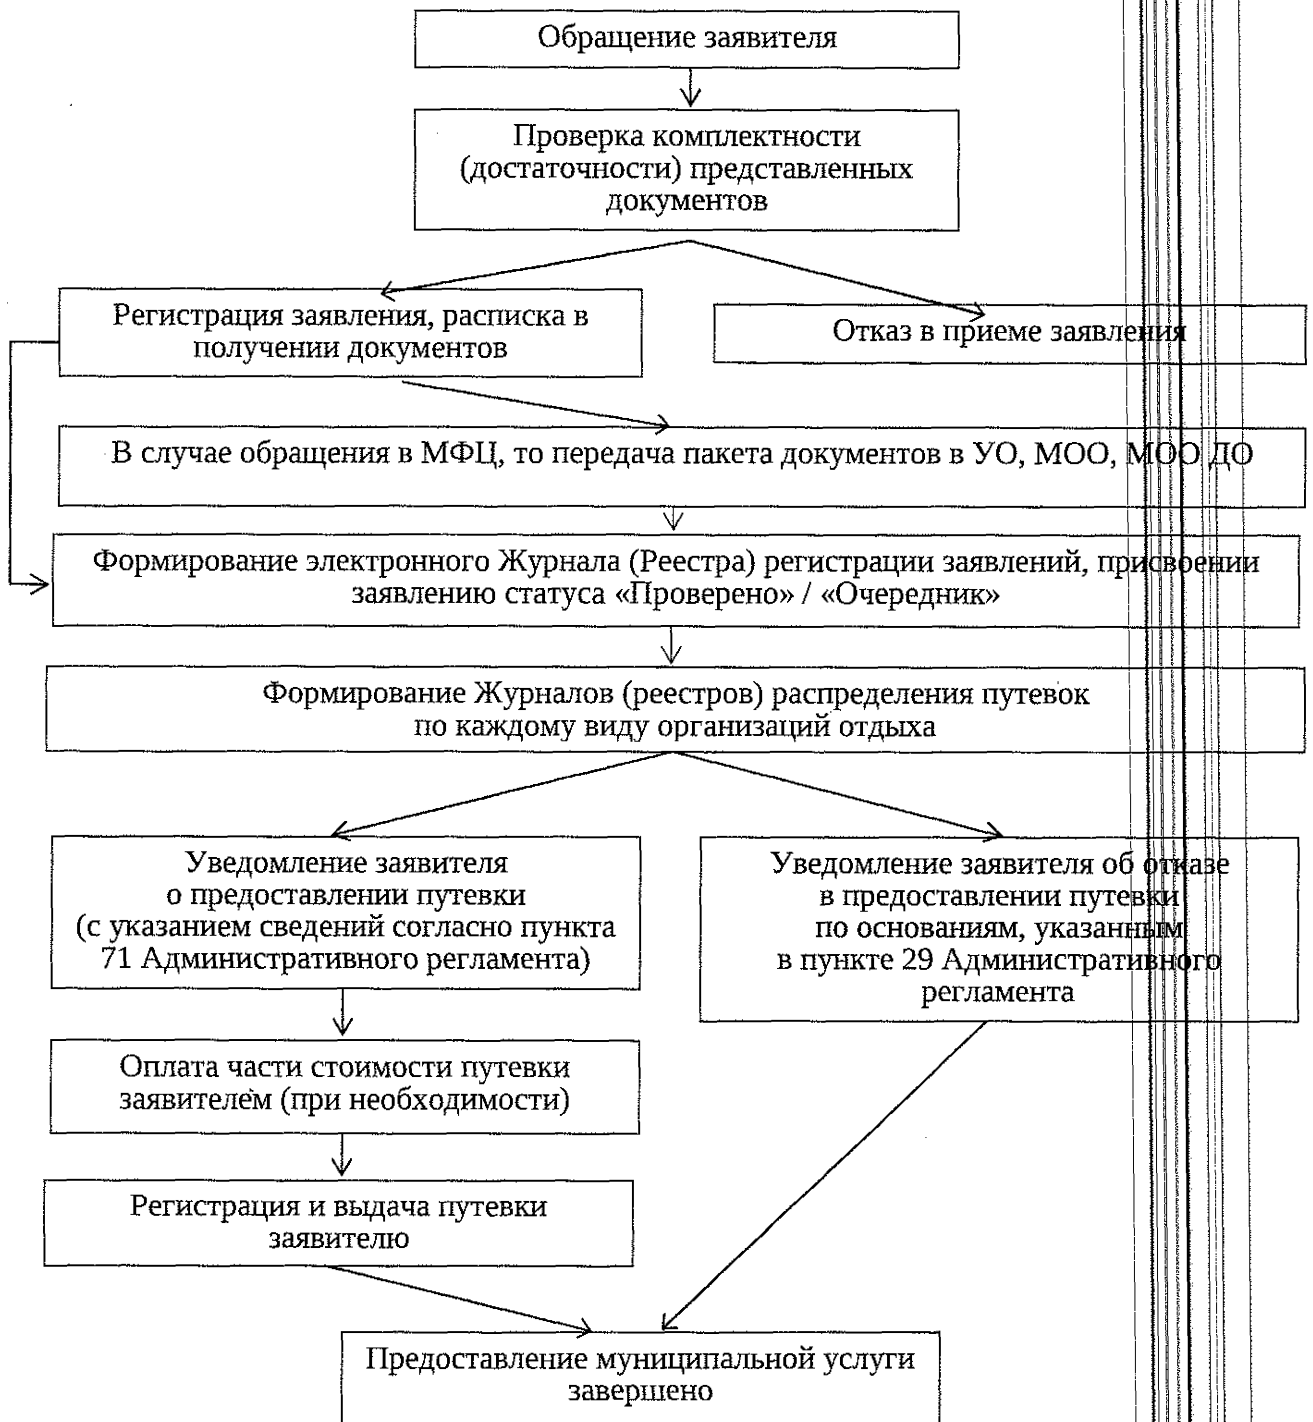 Обращение заявителя
Проверка комплектности
(достаточности) представленных
документов
Регистрация заявления, расписка в
получении документов
Отказ в приеме заявления
В случае обращения в МФЦ, то передача пакета документов в УО, МОО, МОО ДО
Формирование электронного Журнала (Реестра) регистрации заявлений, присвоении
заявлению статуса «Проверено» / «Очередник»
Формирование Журналов (реестров) распределения путевок
по каждому виду организаций отдыха
Уведомление заявителя
о предоставлении путевки
(с указанием сведений согласно пункта
71 Административного регламента)
Уведомление заявителя об отказе
в предоставлении путевки
по основаниям, указанным
в пункте 29 Административного
регламента
Оплата части стоимости путевки
заявителем (при необходимости)
Регистрация и выдача путевки
заявителю
Предоставление муниципальной услуги
завершено